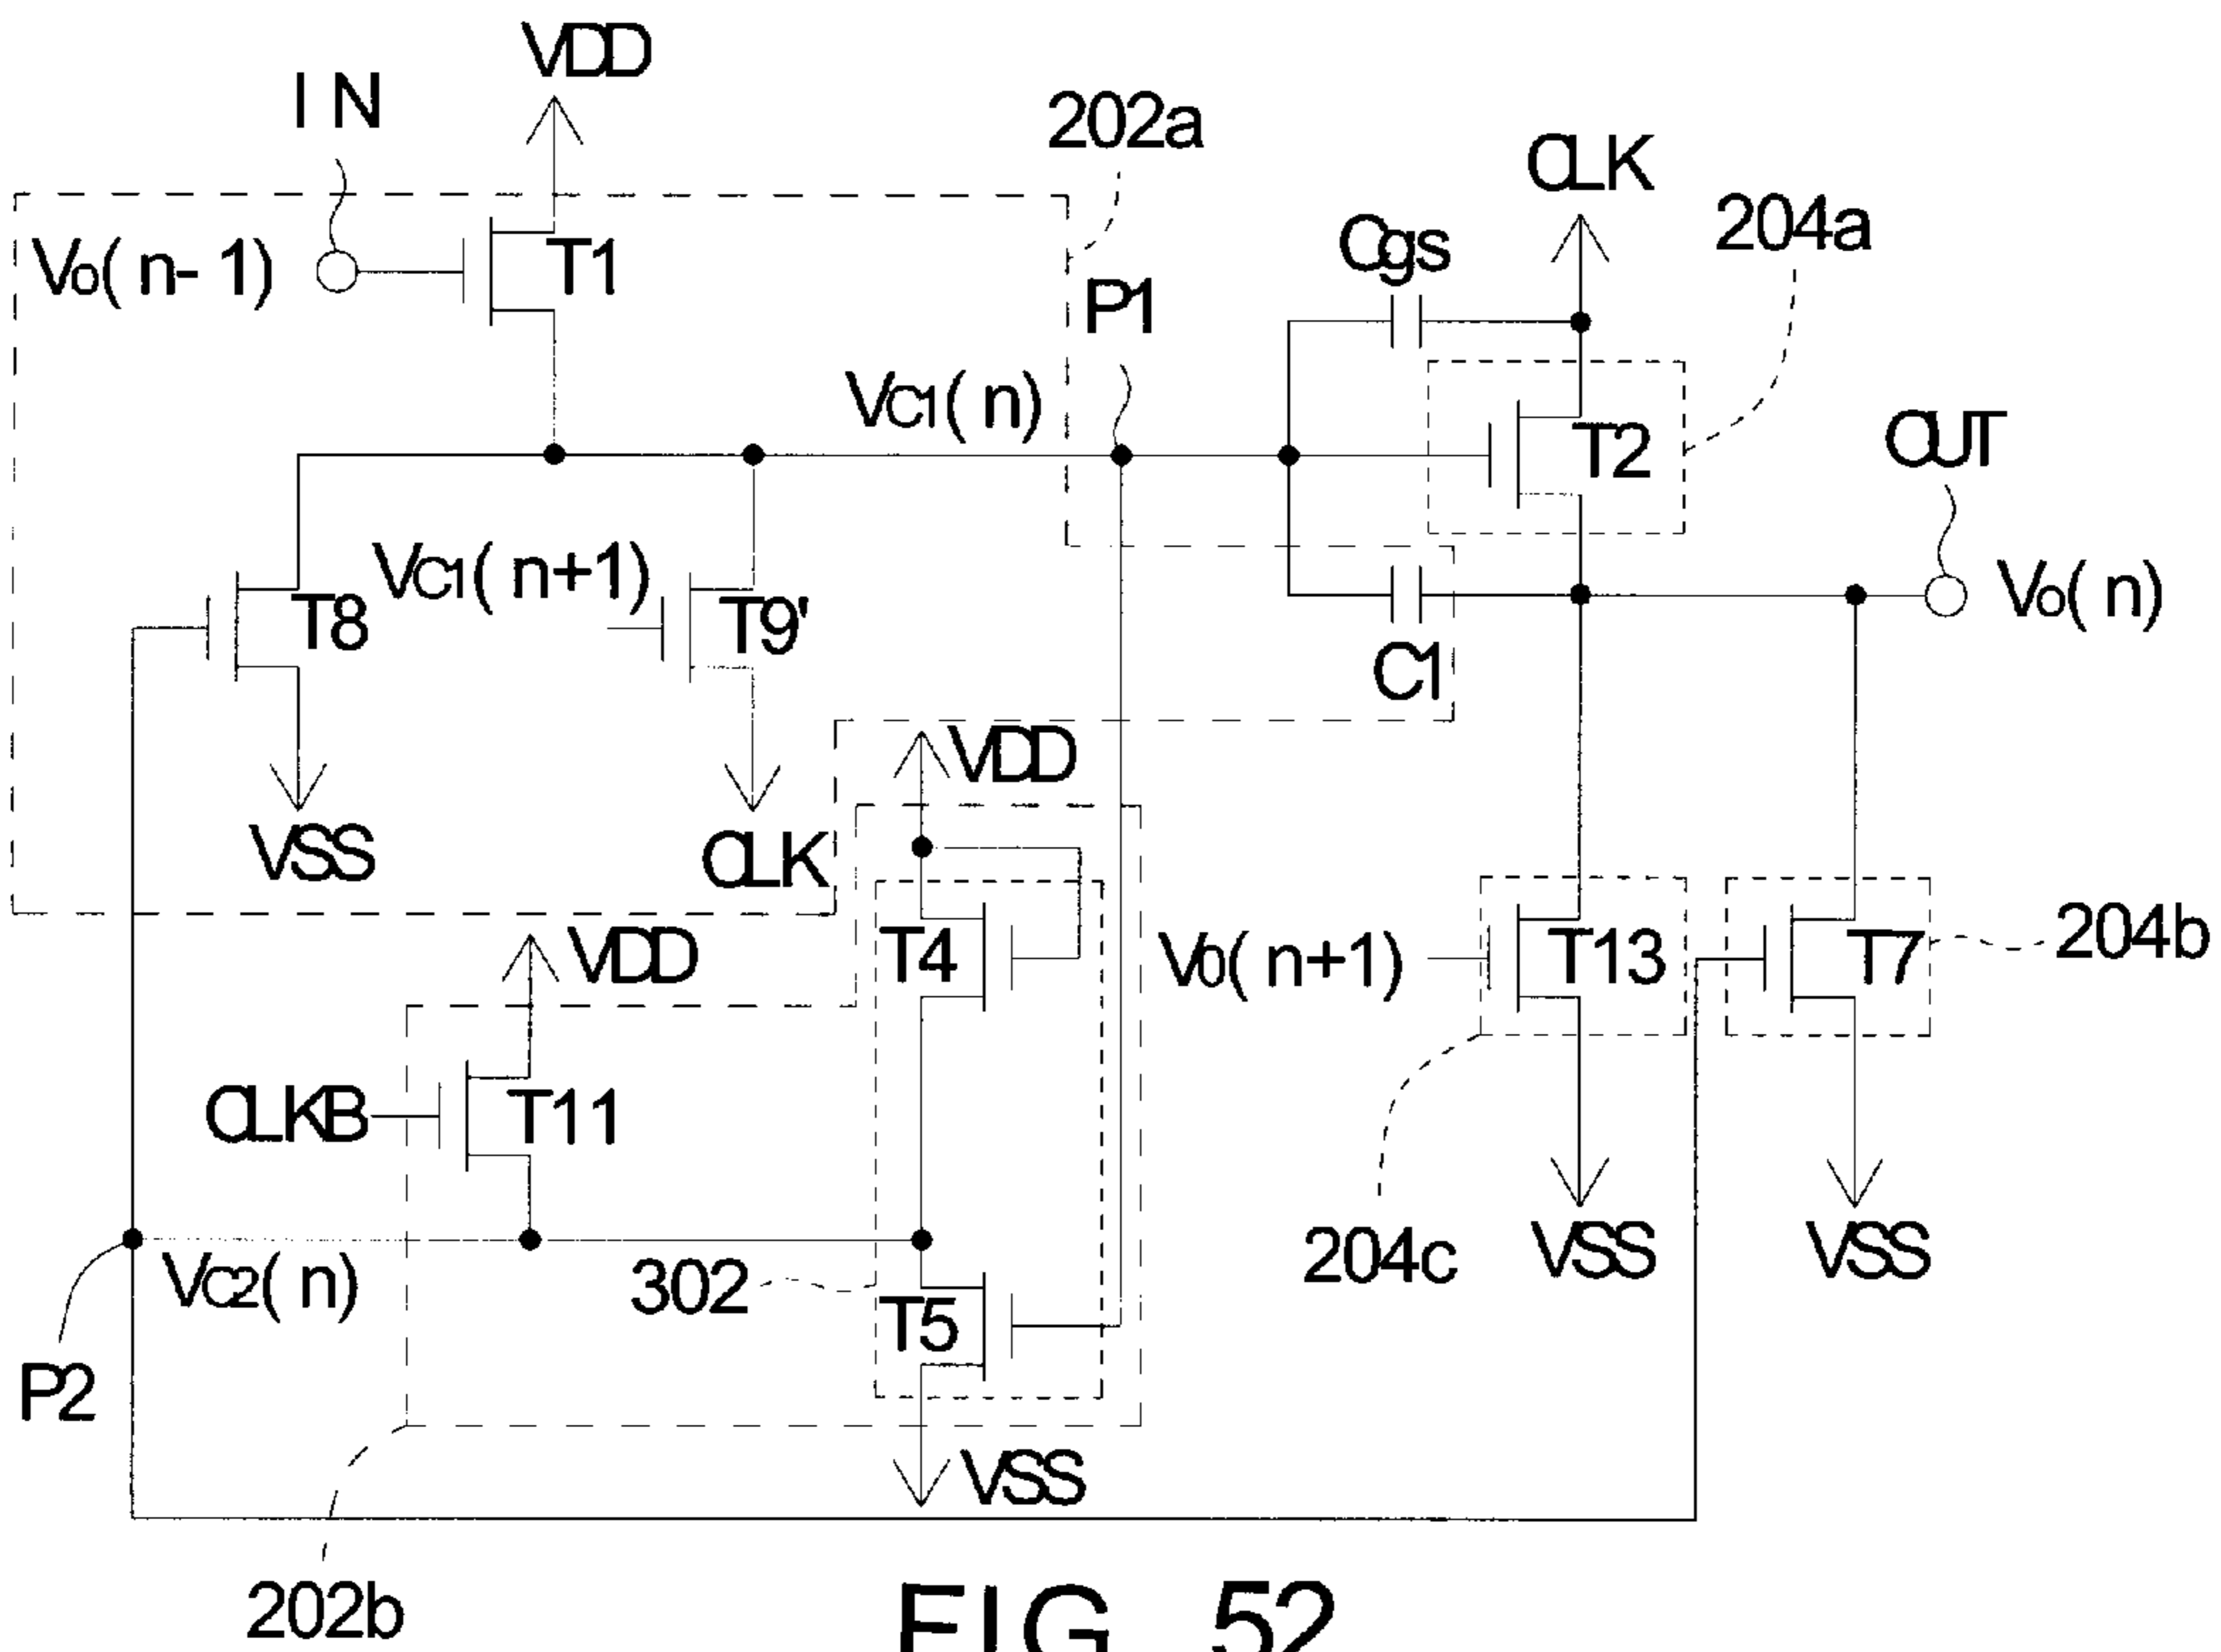 VDD
IN
202a
CLK
204a
Cgs
Vo(n-1)
T1
P1
VC1(n)
T2
OUT
VC1(n+1)
T8
T9'
Vo(n)
C1
VDD
VSS
CLK
VDD
T4
V0(n+1)
T13
T7
204b
CLKB
T11
VC2(n)
302
T5
204c
VSS
VSS
P2
VSS
202b
FIG. 52